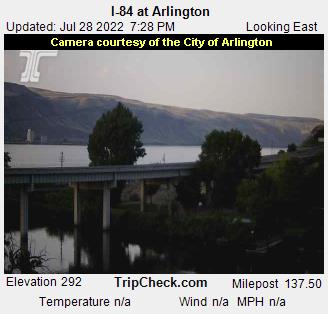 I-84 at Arlington
Updated: Jul 28 2022 7:28 PM Looking East
Camera courtesy of the City of Arlington
Elevation 292 TripCheck.com Milepost 137.50
Temperature n/a Wind n/a MPH n/a